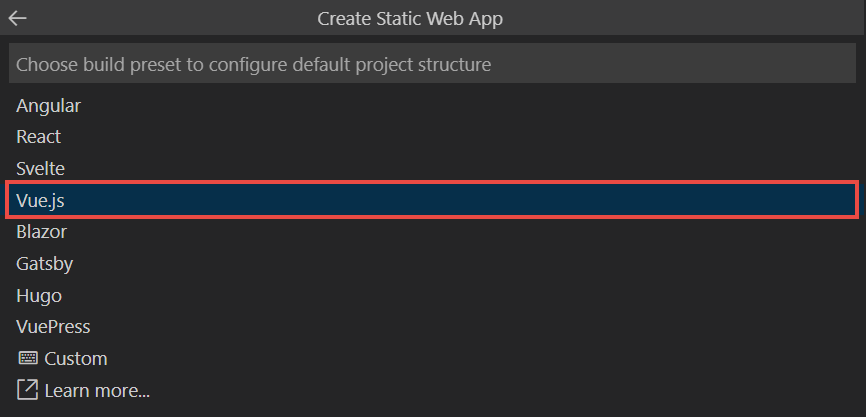 Create Static Web App
Choose build preset to configure default project structure
Angular
React
Svelte
Vue.js
Blazor
Gatsby
Hugo
VuePress
Custom
Learn more...